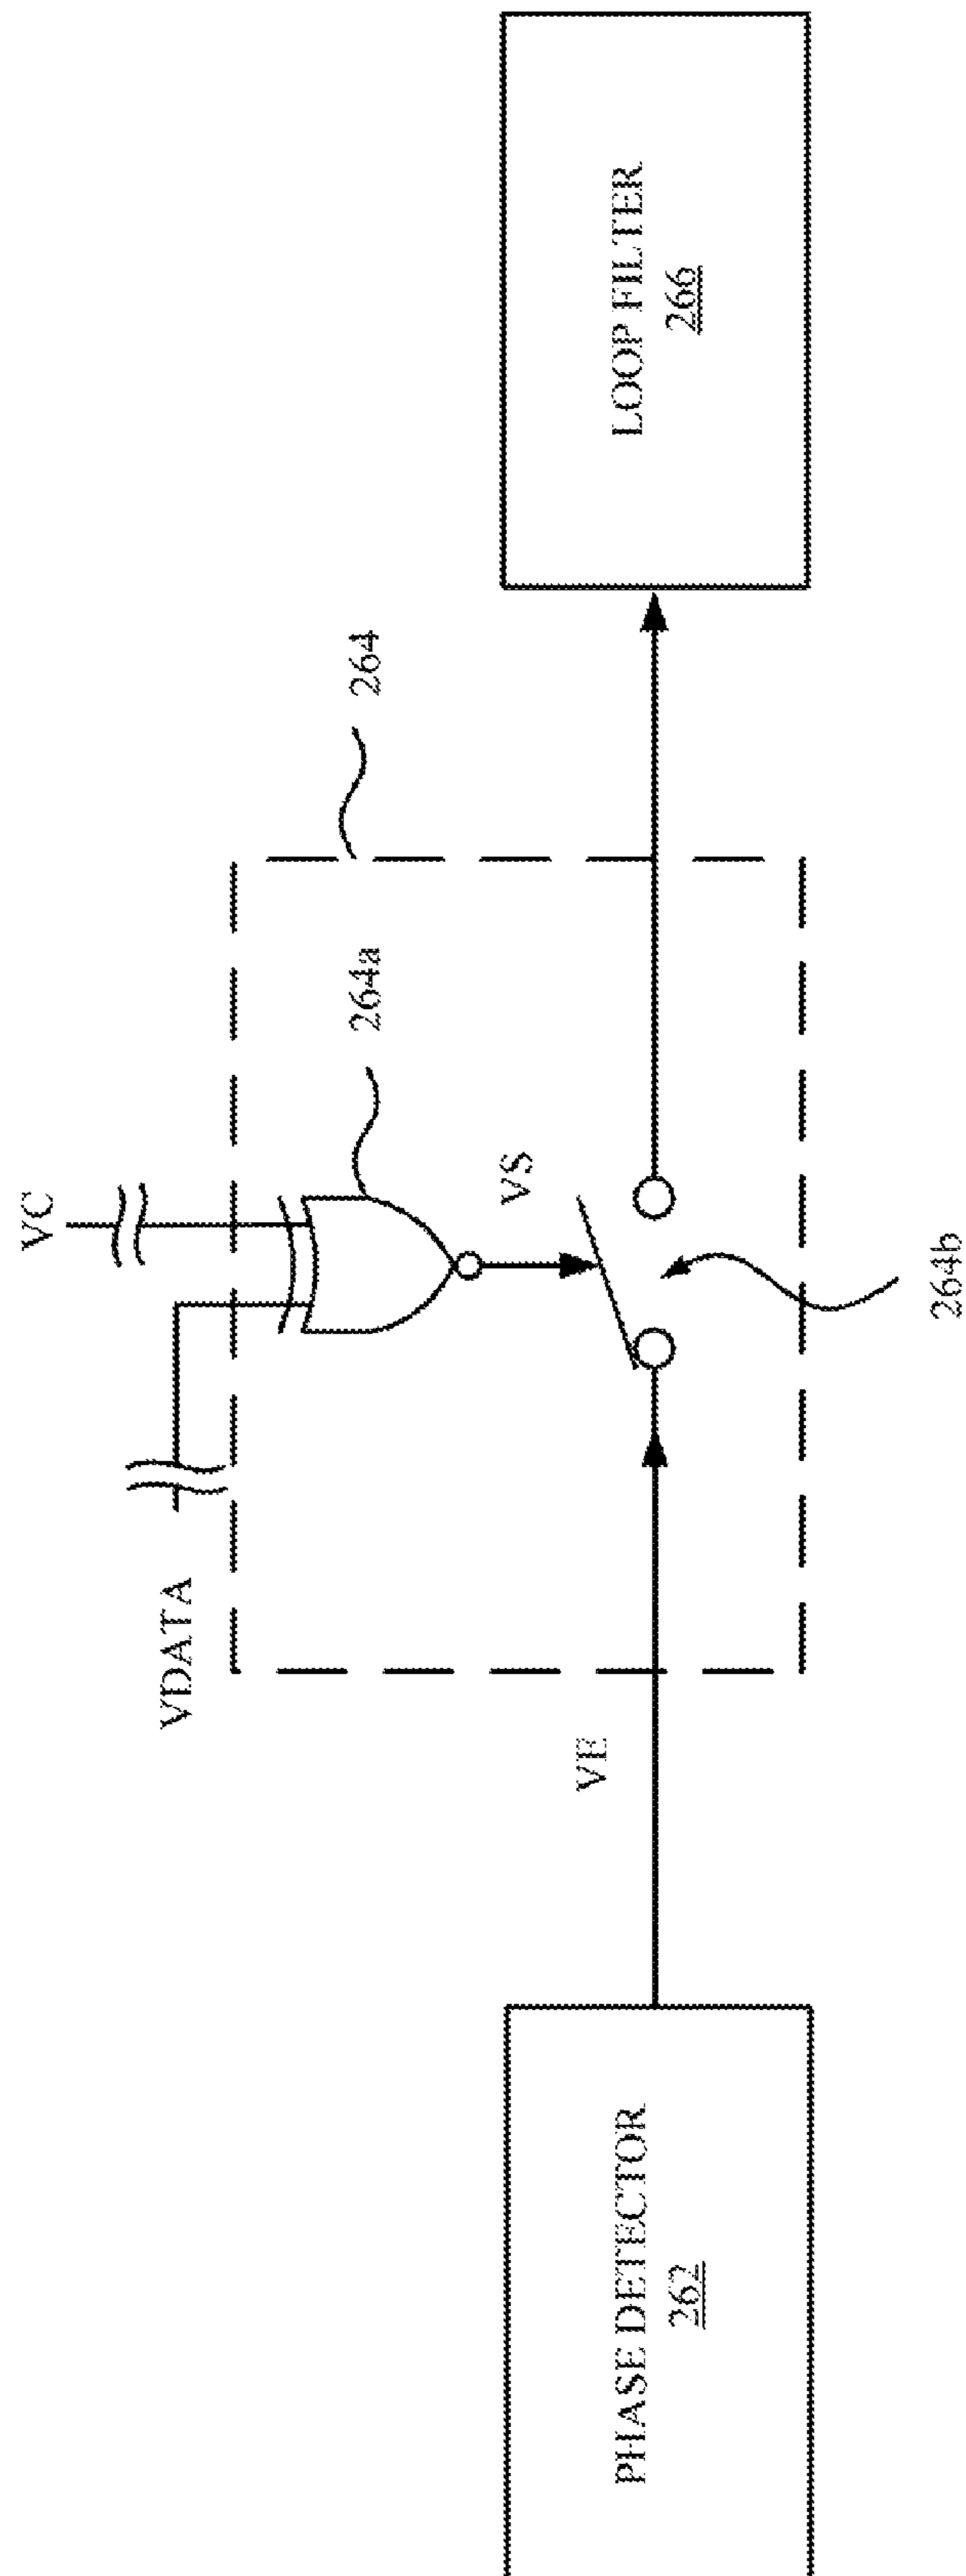 VC
VDATA
264a
264
VS
VE
PHASE DETECTOR
262
264b
LOOP FILTER
266